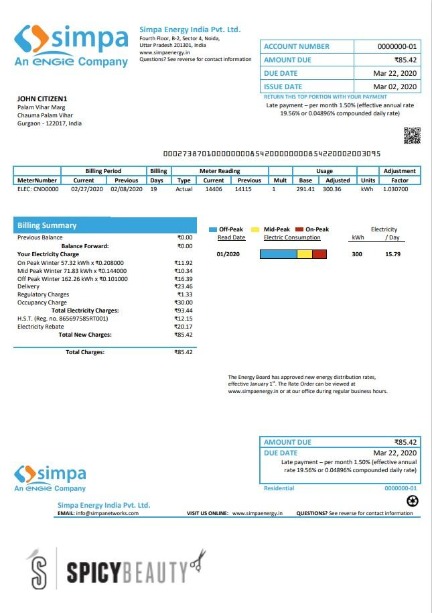 simpa
An ENGIE Company
Simpa Energy India Pvt. Ltd.
Fourth Floor, B-2, Sector 4, Noida,
Uttar Pradesh 201301, India
www.simpaenergy.in
Questions? See reverse for contact information
ACCOUNT NUMBER 0000000-01
AMOUNT DUE ₹85.42
DUE DATE Mar 22, 2020
ISSUE DATE Mar 02, 2020
RETURN THIS TOP PORTION WITH YOUR PAYMENT
Late payment – per month 1.50% (effective annual rate
19.56% or 0.04896% compounded daily rate)
JOHN CITIZEN1
Palam Vihar Marg
Chauma Palam Vihar
Gurgaon - 122017, India
Billing Period Billing Meter Reading Usage Adjustment
MeterNumber Current Previous Days Type Current Previous Mult Base Adjusted Units Factor
ELEC: CND0000 02/27/2020 02/08/2020 19 Actual 14406 14115 1 291.41 300.36 kWh 1.030700
Billing Summary
Previous Balance ₹0.00
Balance Forward: ₹0.00
Your Electricity Charge
On Peak Winter 57.32 kWh x ₹0.208000 ₹11.92
Mid Peak Winter 71.83 kWh x ₹0.144000 ₹10.34
Off Peak Winter 162.26 kWh x ₹0.101000 ₹16.39
Delivery ₹23.46
Regulatory Charges ₹1.33
Occupancy Charge ₹30.00
Total Electricity Charges: ₹93.44
H.S.T. (Reg. no. 865697585RT001) ₹12.15
Electricity Rebate ₹20.17
Total New Charges: ₹85.42
Total Charges: ₹85.42
Off-Peak Mid-Peak On-Peak Electricity
Read Date Electric Consumption kWh / Day
01/2020 300 15.79
The Energy Board has approved new energy distribution rates,
effective January 1st. The Rate Order can be viewed at
www.simpaenergy.in or at our office during regular business hours.
AMOUNT DUE ₹85.42
DUE DATE Mar 22, 2020
Late payment – per month 1.50% (effective annual
rate 19.56% or 0.04896% compounded daily rate)
Residential 0000000-01
simpa
An ENGIE Company
Simpa Energy India Pvt. Ltd.
EMAIL: info@simpanetworks.com VISIT US ONLINE: www.simpaenergy.in QUESTIONS? See reverse for contact information
SPICYBEAUTY